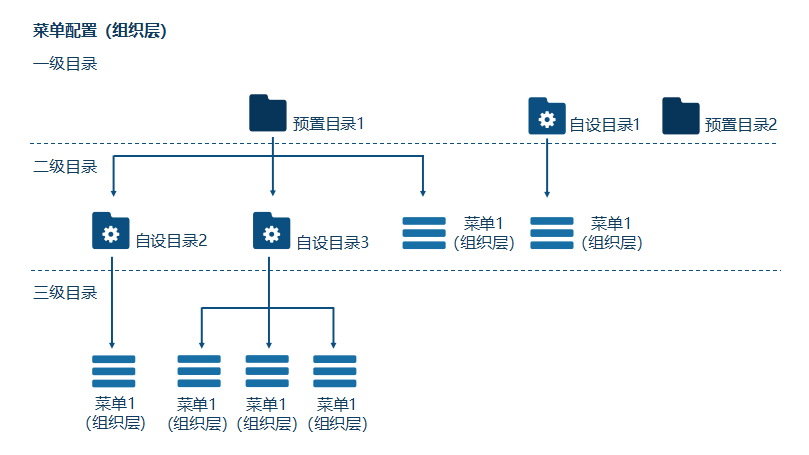 菜单配置（组织层）
一级目录
预置目录1
自设目录1
预置目录2
二级目录
自设目录2
自设目录3
菜单1
（组织层）
菜单1
（组织层）
三级目录
菜单1
（组织层）
菜单1
（组织层）
菜单1
（组织层）
菜单1
（组织层）